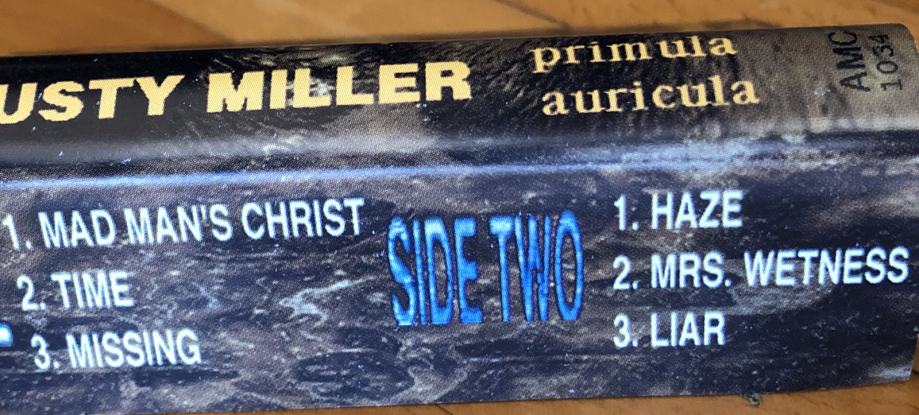 USTY MILLER
primula
auricula
AMC
1034
1. MAD MAN'S CHRIST
2. TIME
3. MISSING
SIDE TWO
1. HAZE
2. MRS. WETNESS
3. LIAR